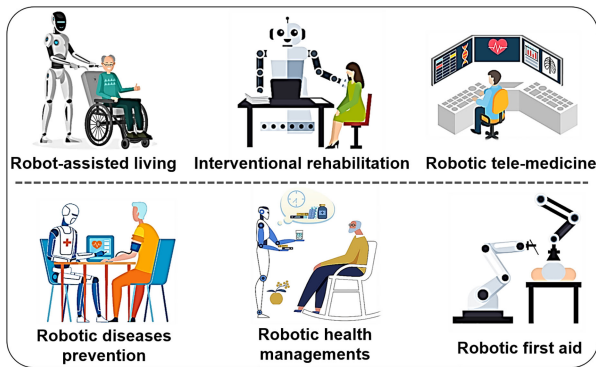 Robot-assisted living
Interventional rehabilitation
Robotic tele-medicine
Robotic diseases
prevention
Robotic health
managements
Robotic first aid